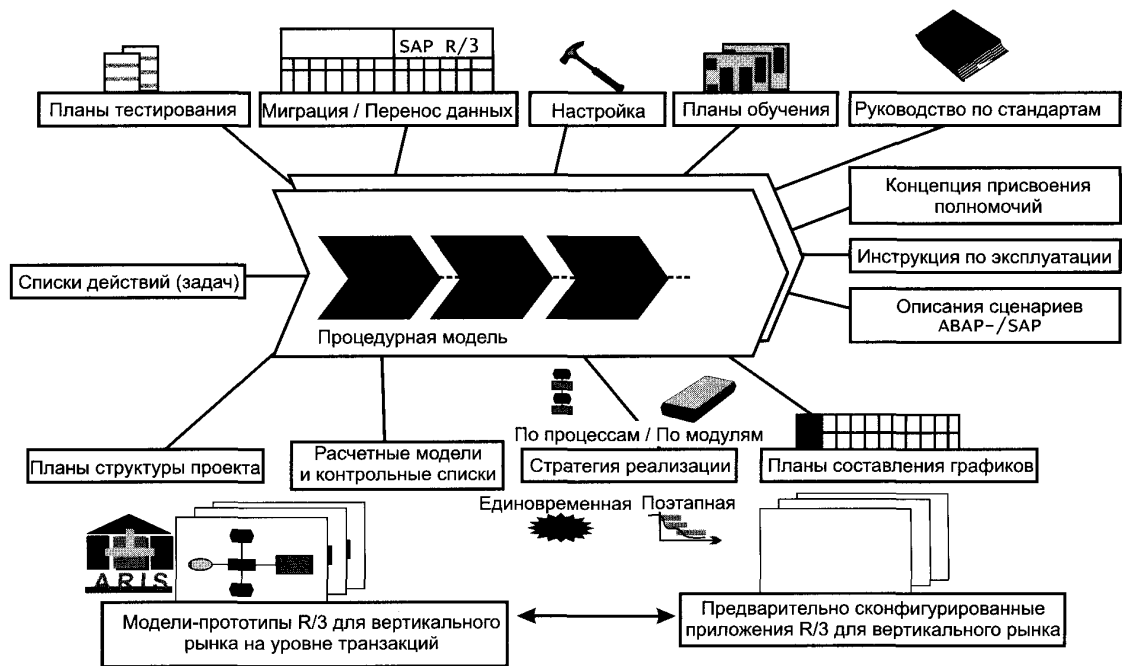 SAP R/3
Планы тестирования
Миграция / Перенос данных
Настройка
Планы обучения
Руководство по стандартам
Концепция присвоения
полномочий
Списки действий (задач)
Инструкция по эксплуатации
Описания сценариев
ABAP-/SAP
Процедурная модель
По процессам / По модулям
Планы структуры проекта
Расчетные модели
и контрольные списки
Стратегия реализации
Планы составления графиков
Единовременная
Поэтапная
ARIS
Модели-прототипы R/3 для вертикального
рынка на уровне транзакций
Предварительно сконфигурированные
приложения R/3 для вертикального рынка